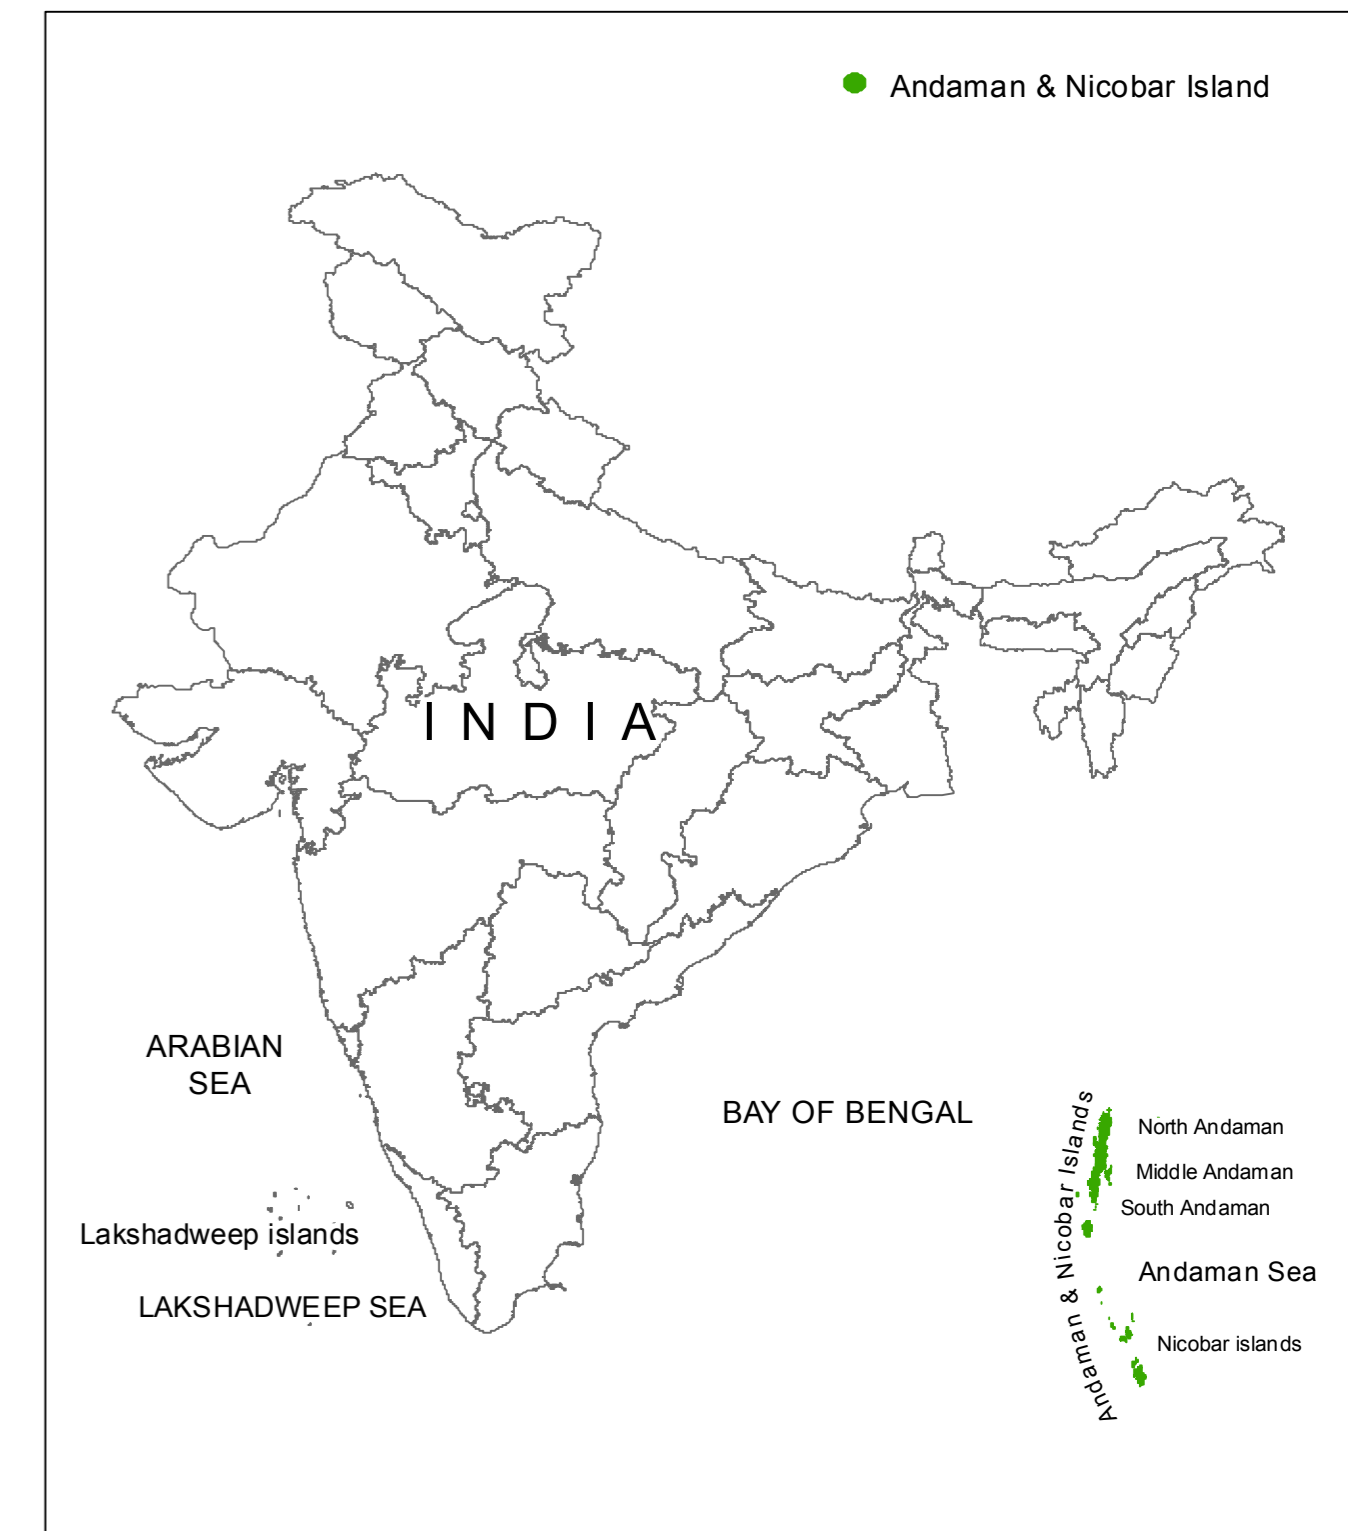 Andaman & Nicobar Island
I N D I A
ARABIAN
SEA
BAY OF BENGAL
Andaman & Nicobar Islands
North Andaman
Middle Andaman
South Andaman
Lakshadweep islands
Andaman Sea
LAKSHADWEEP SEA
Nicobar islands